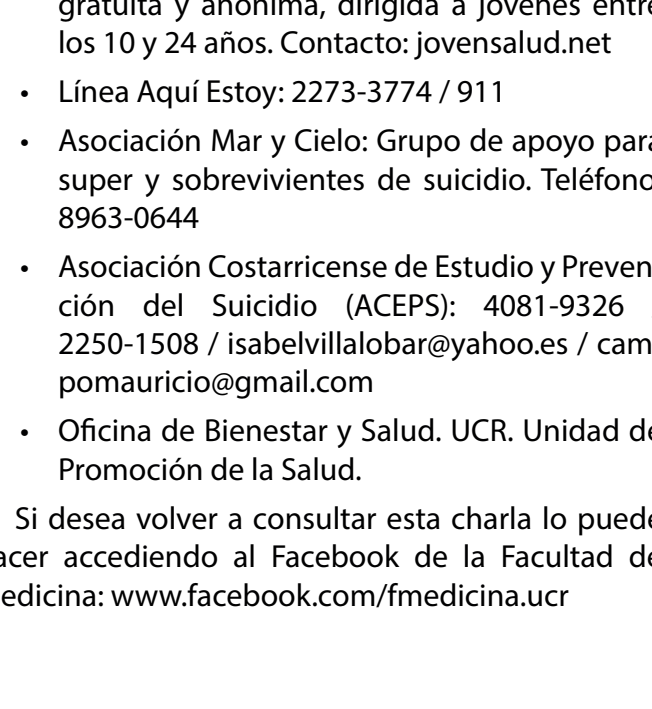 gratuita y anónima, dirigida a jóvenes entre
los 10 y 24 años. Contacto: jovensalud.net
• Línea Aquí Estoy: 2273-3774 / 911
• Asociación Mar y Cielo: Grupo de apoyo para
super y sobrevivientes de suicidio. Teléfono
8963-0644
• Asociación Costarricense de Estudio y Preven
ción del Suicidio (ACEPS): 4081-9326
2250-1508 / isabelvillalobar@yahoo.es / cam
pomauricio@gmail.com
• Oficina de Bienestar y Salud. UCR. Unidad de
Promoción de la Salud.
Si desea volver a consultar esta charla lo puede
acer accediendo al Facebook de la Facultad de
edicina: www.facebook.com/fmedicina.ucr